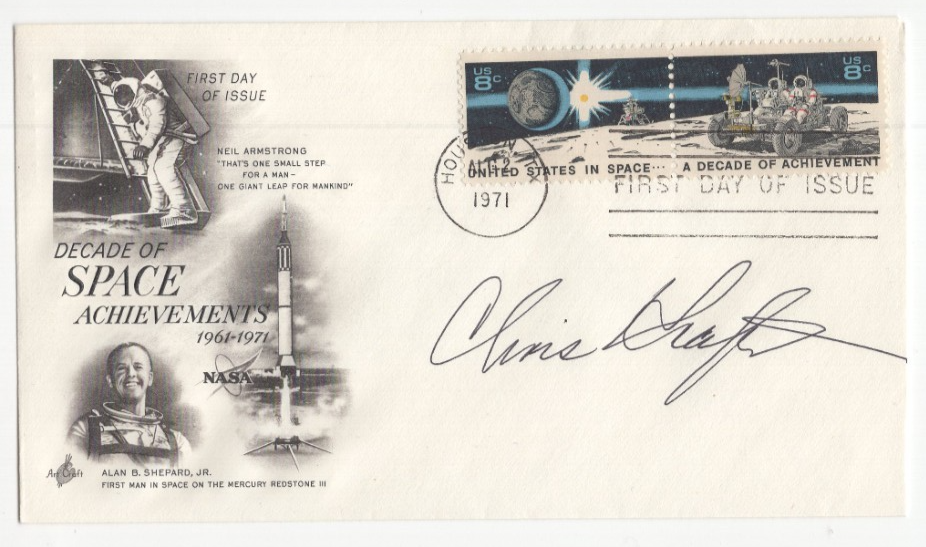 FIRST DAY
OF ISSUE
NEIL ARMSTRONG
"THAT'S ONE SMALL STEP
FOR A MAN –
ONE GIANT LEAP FOR MANKIND"
DECADE OF
SPACE
ACHIEVEMENTS
1961-1971
NASA
Art Craft
ALAN B. SHEPARD, JR.
FIRST MAN IN SPACE ON THE MERCURY REDSTONE III
US
8c
US
8c
UNITED STATES IN SPACE... A DECADE OF ACHIEVEMENT
1971
FIRST DAY OF ISSUE
Chris Kraft